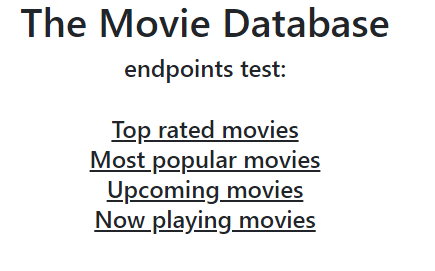 The Movie Database
endpoints test:
Top rated movies
Most popular movies
Upcoming movies
Now playing movies